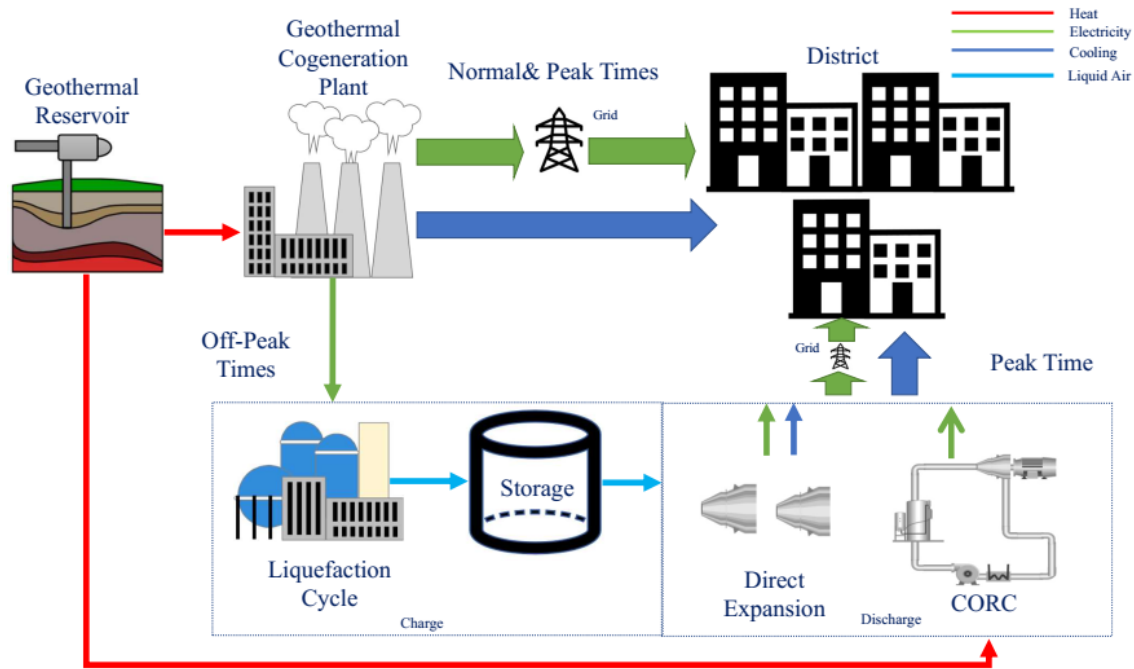 Heat
Electricity
Cooling
Liquid Air
Geothermal
Cogeneration
Plant
Normal& Peak Times
District
Geothermal
Reservoir
Grid
Off-Peak
Times
Grid
Peak Time
Storage
Liquefaction
Cycle
Direct
Expansion
CORC
Charge
Discharge